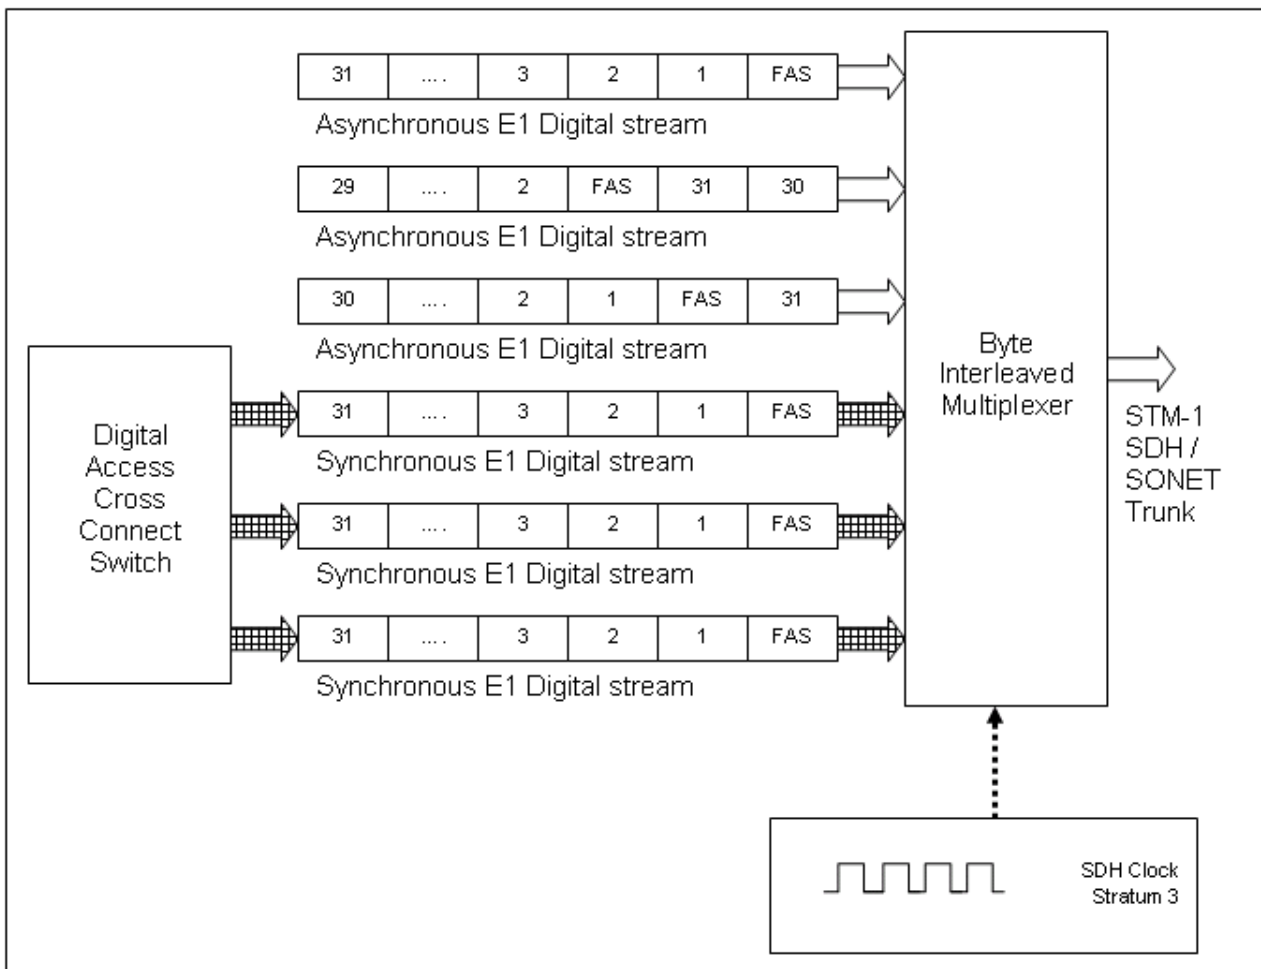 31 .... 3 2 1 FAS
Asynchronous E1 Digital stream
29 .... 2 FAS 31 30
Asynchronous E1 Digital stream
30 .... 2 1 FAS 31
Asynchronous E1 Digital stream
31 .... 3 2 1 FAS
Synchronous E1 Digital stream
31 .... 3 2 1 FAS
Synchronous E1 Digital stream
31 .... 3 2 1 FAS
Synchronous E1 Digital stream
Digital
Access
Cross
Connect
Switch
Byte
Interleaved
Multiplexer
STM-1
SDH /
SONET
Trunk
SDH Clock
Stratum 3